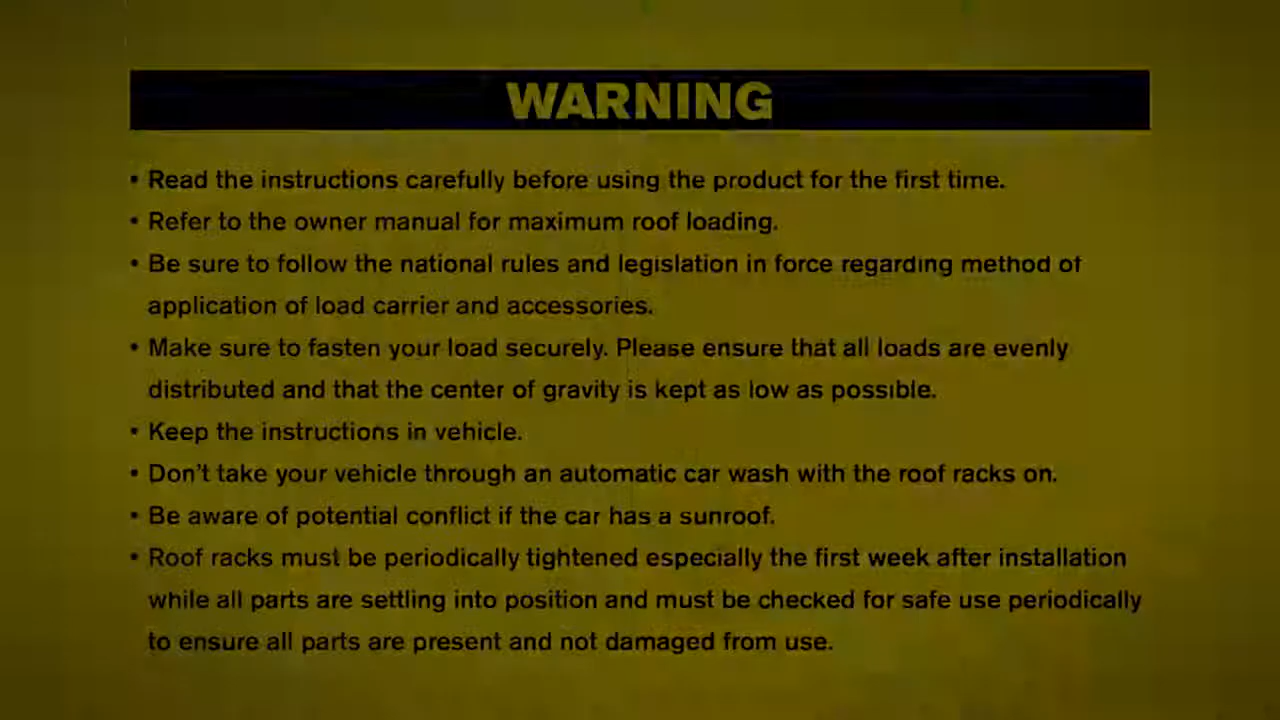 WARNING
• Read the instructions carefully before using the product for the first time.
• Refer to the owner manual for maximum roof loading.
• Be sure to follow the national rules and legislation in force regarding method of
application of load carrier and accessories.
• Make sure to fasten your load securely. Please ensure that all loads are evenly
distributed and that the center of gravity is kept as low as possible.
• Keep the instructions in vehicle.
• Don't take your vehicle through an automatic car wash with the roof racks on.
• Be aware of potential conflict if the car has a sunroof.
• Roof racks must be periodically tightened especially the first week after installation
while all parts are settling into position and must be checked for safe use periodically
to ensure all parts are present and not damaged from use.